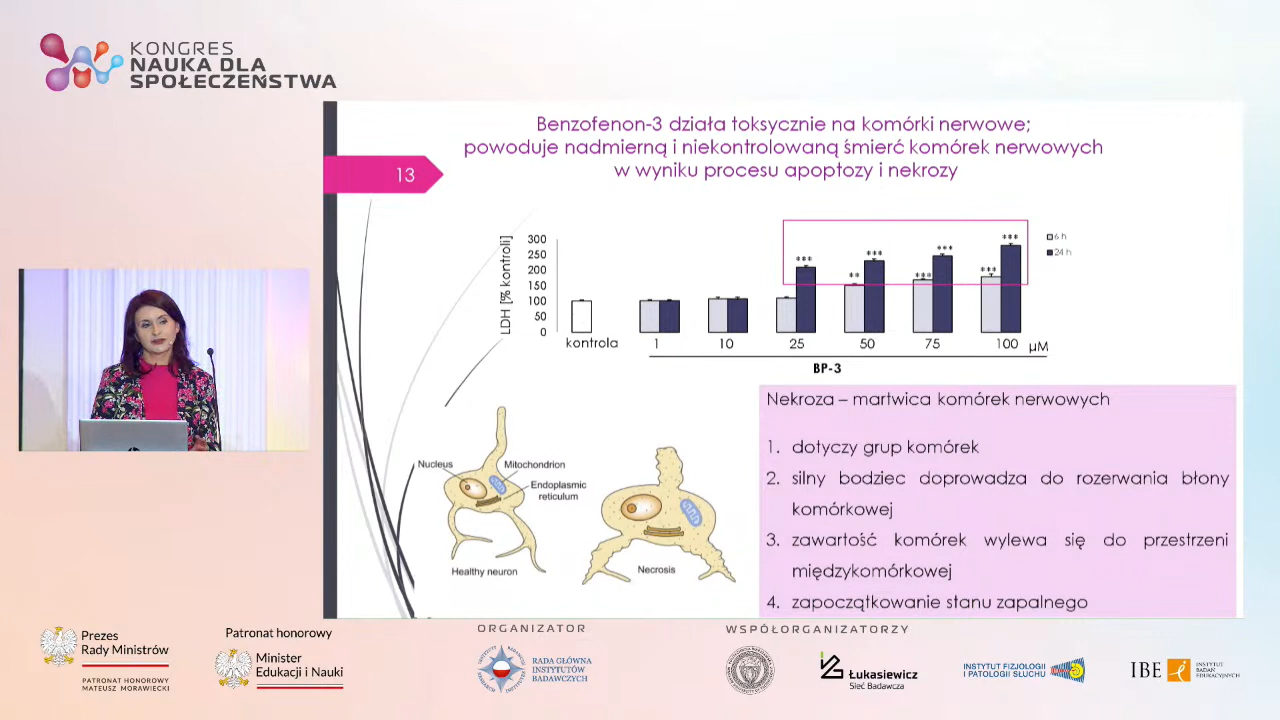 KONGRES
NAUKA DLA
SPOŁECZEŃSTWA
Benzofenon-3 działa toksycznie na komórki nerwowe;
powoduje nadmierną i niekontrolowaną śmierć komórek nerwowych
w wyniku procesu apoptozy i nekrozy
13
LDH [% kontroli]
300
250
200
150
100
50
0
***
***
***
***
**
***
***
6 h
24 h
kontrola 1 10 25 50 75 100 µM
BP-3
Nucleus
Mitochondrion
Endoplasmic
reticulum
Healthy neuron
Necrosis
Nekroza – martwica komórek nerwowych
1. dotyczy grup komórek
2. silny bodziec doprowadza do rozerwania błony
komórkowej
3. zawartość komórek wylewa się do przestrzeni
międzykomórkowej
4. zapoczątkowanie stanu zapalnego
Prezes
Rady Ministrów
PATRONAT HONOROWY
MATEUSZ MORAWIECKI
Patronat honorowy
Minister
Edukacji i Nauki
ORGANIZATOR
RADA GŁÓWNA
INSTYTUTÓW
BADAWCZYCH
WSPÓŁORGANIZATORZY
Łukasiewicz
Sieć Badawcza
INSTYTUT FIZJOLOGII
I PATOLOGII SŁUCHU
IBE
INSTYTUT
BADAŃ
EDUKACYJNYCH